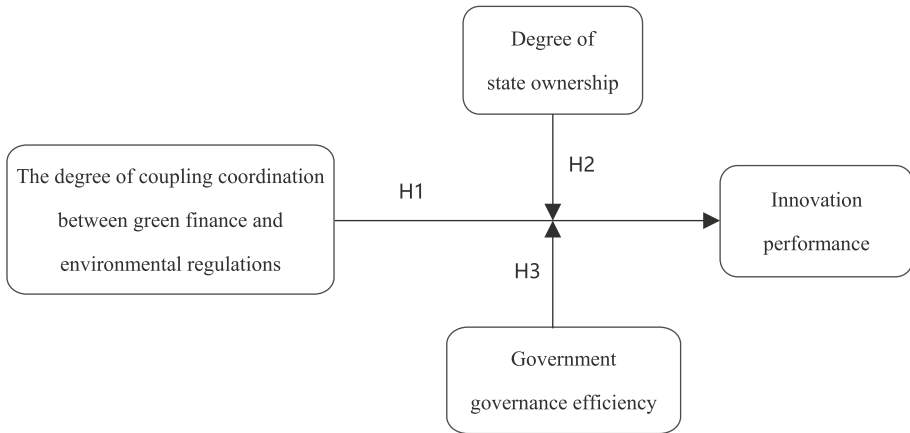 Degree of
state ownership
H2
The degree of coupling coordination
between green finance and
environmental regulations
H1
Innovation
performance
H3
Government
governance efficiency